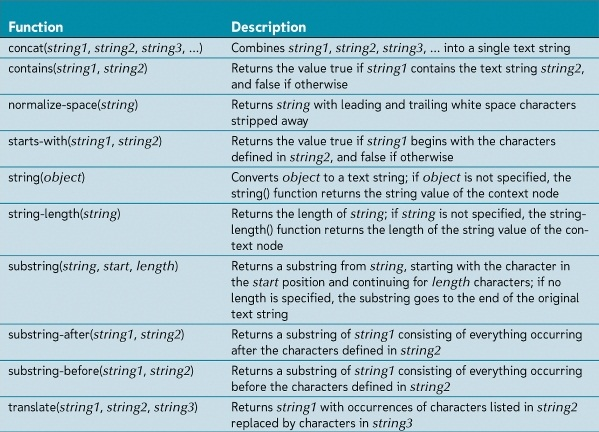 Function Description
concat(string1, string2, string3, ...) Combines string1, string2, string3, ... into a single text string
contains(string1, string2) Returns the value true if string1 contains the text string string2,
and false if otherwise
normalize-space(string) Returns string with leading and trailing white space characters
stripped away
starts-with(string1, string2) Returns the value true if string1 begins with the characters
defined in string2, and false if otherwise
string(object) Converts object to a text string; if object is not specified, the
string() function returns the string value of the context node
string-length(string) Returns the length of string; if string is not specified, the string-
length() function returns the length of the string value of the con-
text node
substring(string, start, length) Returns a substring from string, starting with the character in
the start position and continuing for length characters; if no
length is specified, the substring goes to the end of the original
text string
substring-after(string1, string2) Returns a substring of string1 consisting of everything occurring
after the characters defined in string2
substring-before(string1, string2) Returns a substring of string1 consisting of everything occurring
before the characters defined in string2
translate(string1, string2, string3) Returns string1 with occurrences of characters listed in string2
replaced by characters in string3